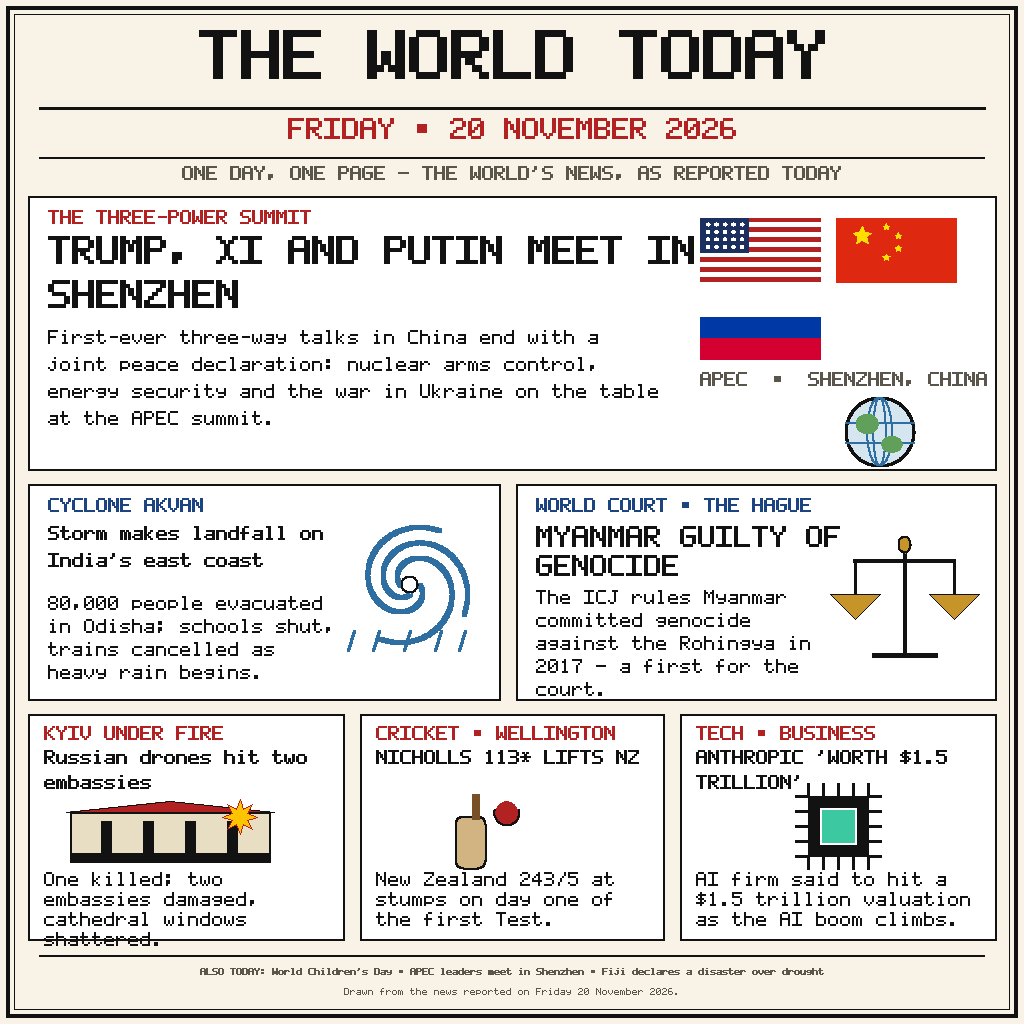 THE WORLD TODAY
FRIDAY ▪ 20 NOVEMBER 2026
ONE DAY, ONE PAGE – THE WORLD'S NEWS, AS REPORTED TODAY
THE THREE-POWER SUMMIT
TRUMP, XI AND PUTIN MEET IN
SHENZHEN
First-ever three-way talks in China end with a
joint peace declaration: nuclear arms control,
energy security and the war in Ukraine on the table
at the APEC summit.
APEC ▪ SHENZHEN, CHINA
CYCLONE AKVAN
Storm makes landfall on
India's east coast
80,000 people evacuated
in Odisha; schools shut,
trains cancelled as
heavy rain begins.
WORLD COURT ▪ THE HAGUE
MYANMAR GUILTY OF
GENOCIDE
The ICJ rules Myanmar
committed genocide
against the Rohingya in
2017 – a first for the
court.
KYIV UNDER FIRE
Russian drones hit two
embassies
One killed; two
embassies damaged,
cathedral windows
shattered.
CRICKET ▪ WELLINGTON
NICHOLLS 113* LIFTS NZ
New Zealand 243/5 at
stumps on day one of
the first Test.
TECH ▪ BUSINESS
ANTHROPIC 'WORTH $1.5
TRILLION'
AI firm said to hit a
$1.5 trillion valuation
as the AI boom climbs.
ALSO TODAY: World Children's Day ▪ APEC leaders meet in Shenzhen ▪ Fiji declares a disaster over drought
Drawn from the news reported on Friday 20 November 2026.